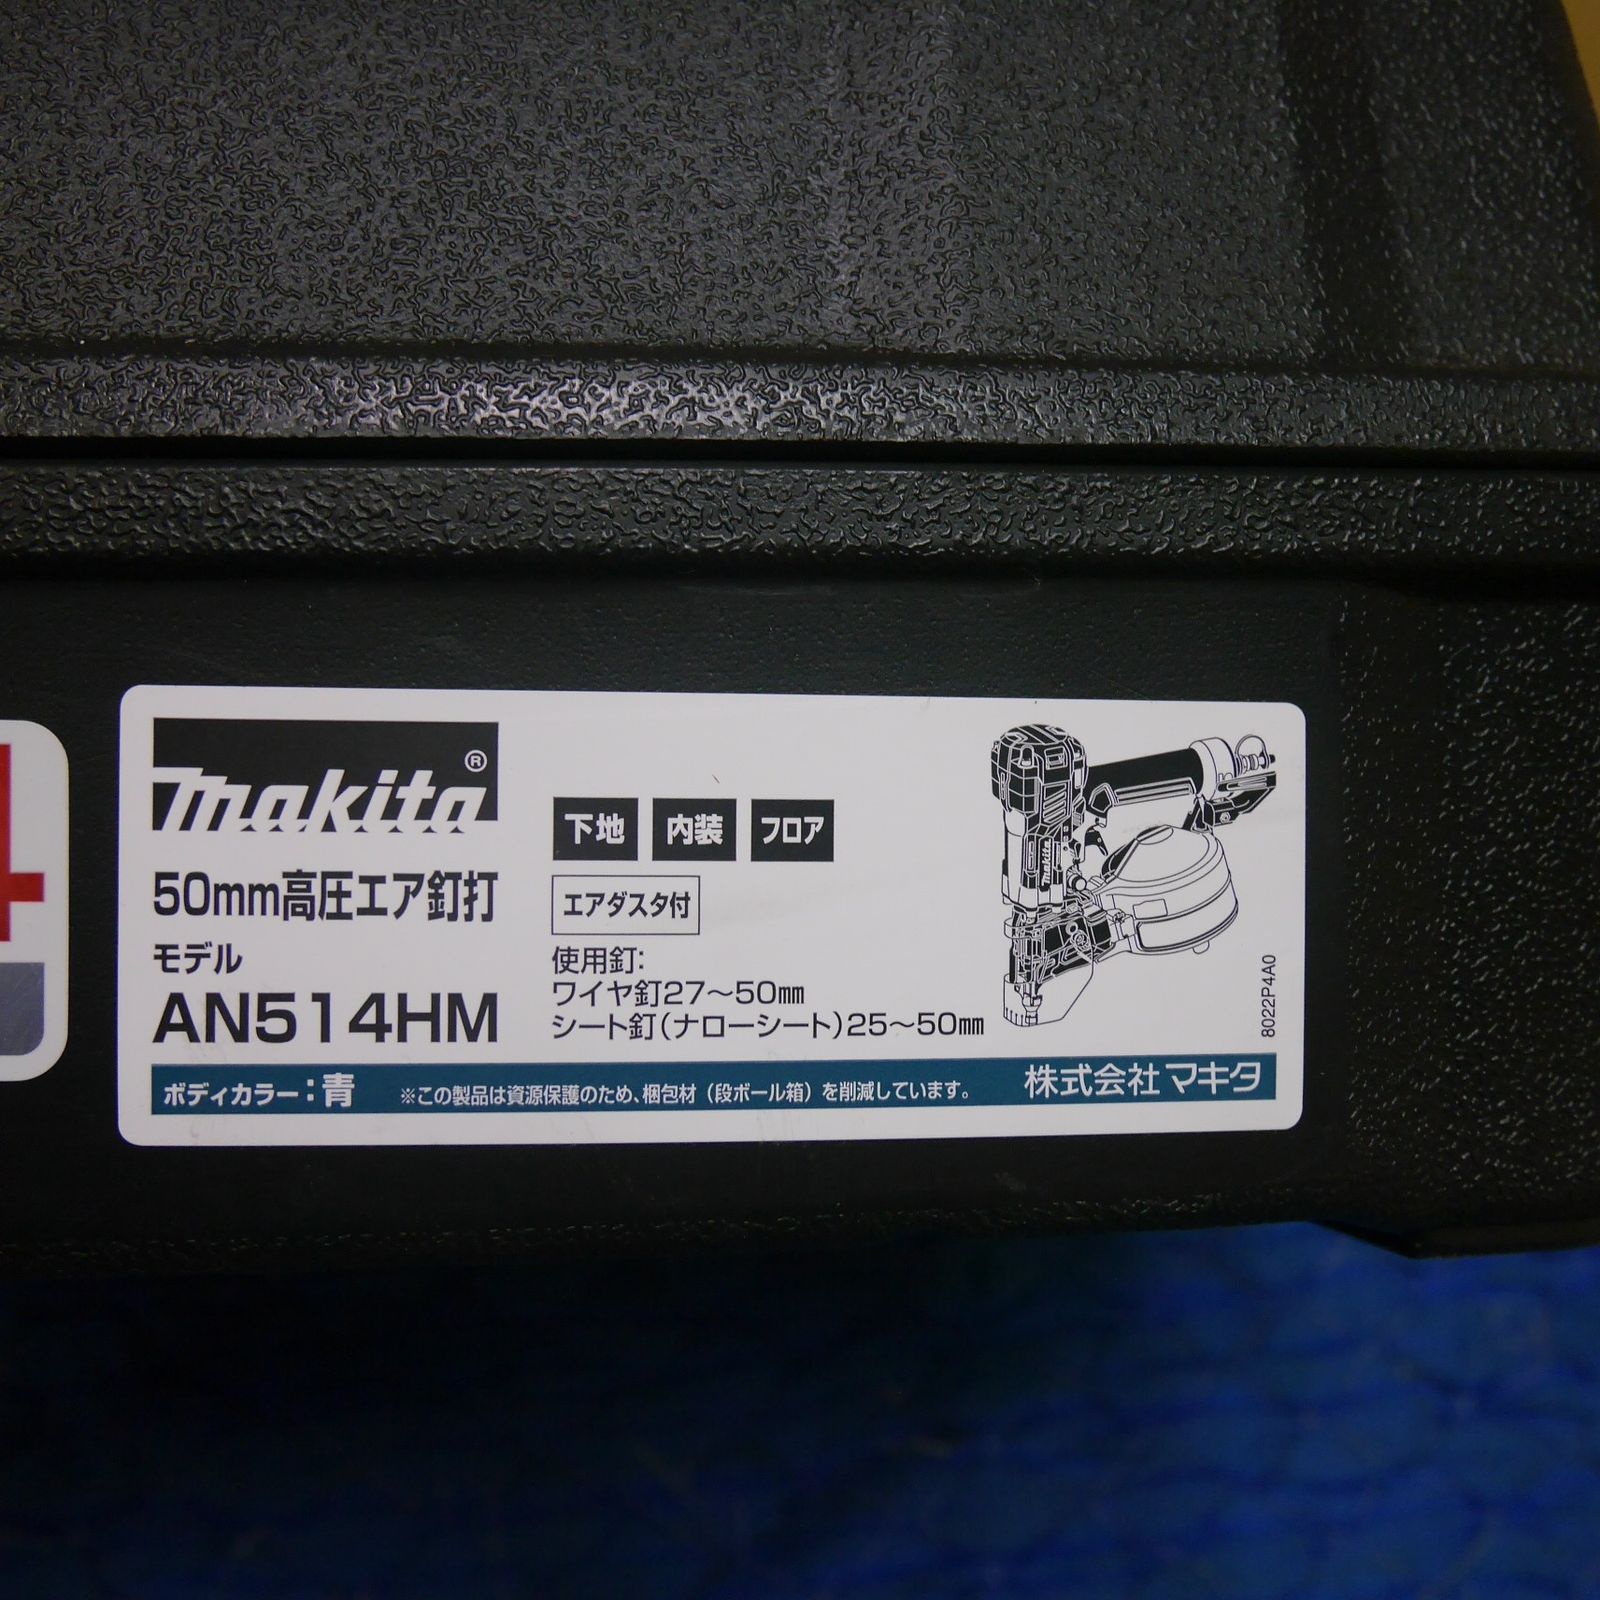 4
makita®
50mm高圧エア釘打
モデル
AN514HM
下地 内装 フロア
エアダスタ付
使用釘:
ワイヤ釘27～50㎜
シート釘(ナローシート)25～50㎜
makita
8022P4A0
ボディカラー:青 ※この製品は資源保護のため、梱包材(段ボール箱)を削減しています。 株式会社マキタ